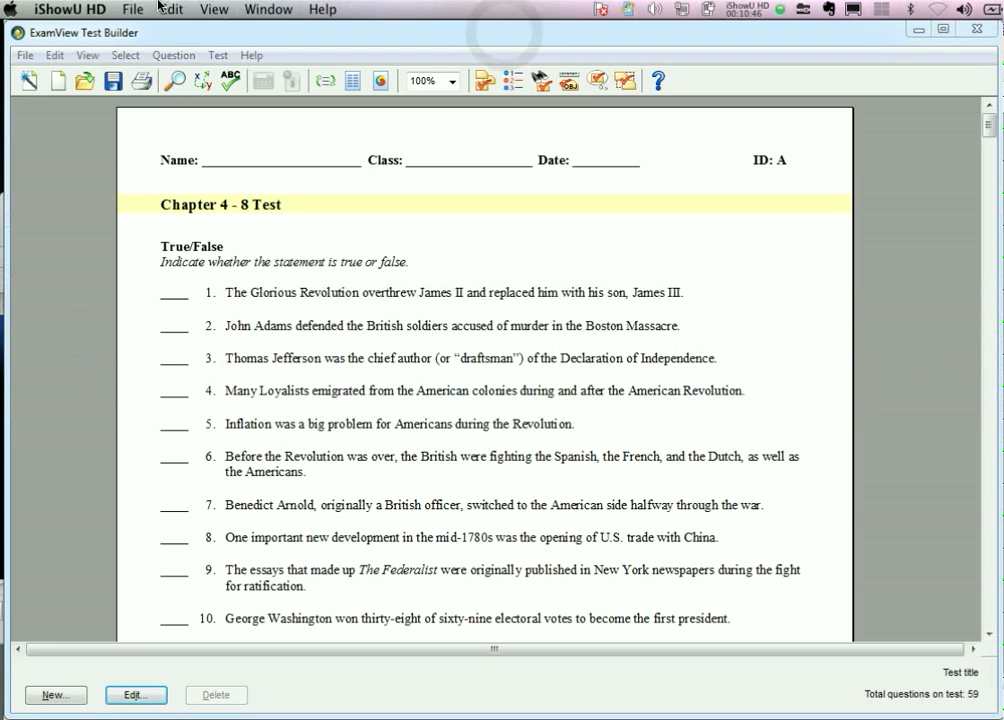 iShowU HD File Edit View Window Help iShowU HD 00:10:46
ExamView Test Builder
File Edit View Select Question Test Help
ABC 100% OBJ ?
Name: Class: Date: ID: A
Chapter 4 - 8 Test
True/False
Indicate whether the statement is true or false.
1. The Glorious Revolution overthrew James II and replaced him with his son, James III.
2. John Adams defended the British soldiers accused of murder in the Boston Massacre.
3. Thomas Jefferson was the chief author (or “draftsman”) of the Declaration of Independence.
4. Many Loyalists emigrated from the American colonies during and after the American Revolution.
5. Inflation was a big problem for Americans during the Revolution.
6. Before the Revolution was over, the British were fighting the Spanish, the French, and the Dutch, as well as
the Americans.
7. Benedict Arnold, originally a British officer, switched to the American side halfway through the war.
8. One important new development in the mid-1780s was the opening of U.S. trade with China.
9. The essays that made up The Federalist were originally published in New York newspapers during the fight
for ratification.
10. George Washington won thirty-eight of sixty-nine electoral votes to become the first president.
Test title
New... Edit... Delete Total questions on test: 59